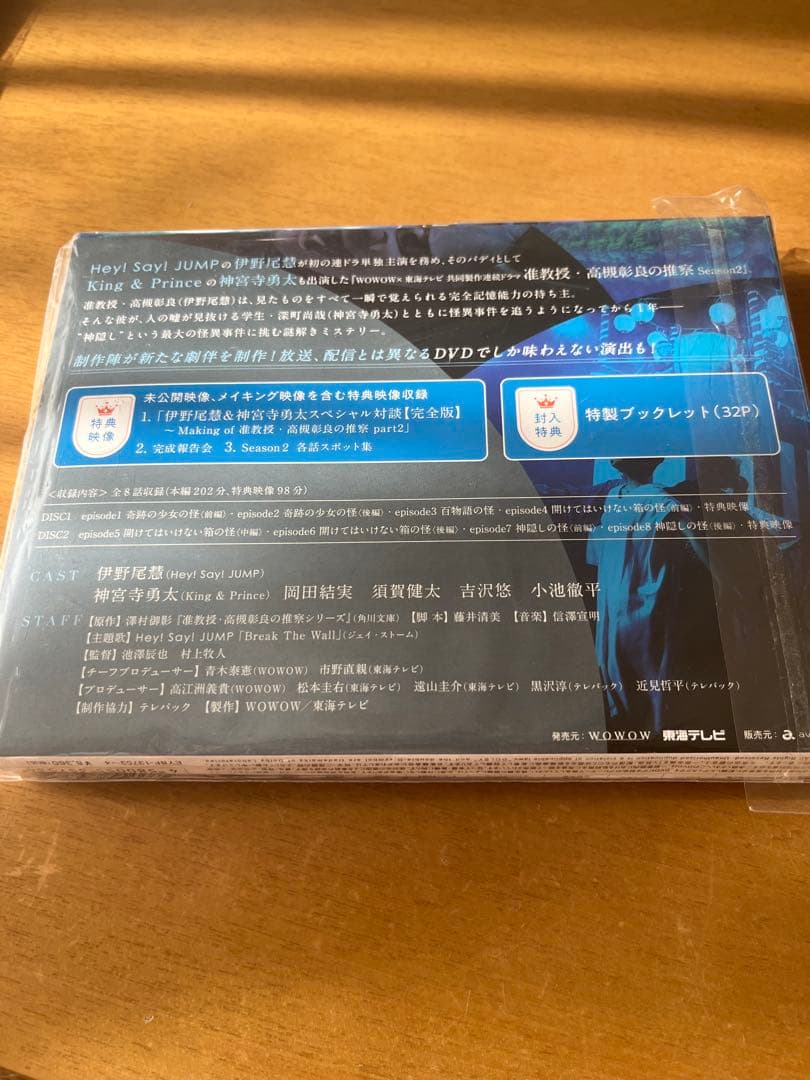 Hey! Say! JUMPの伊野尾慧が初の連ドラ単独主演を務め、そのバディとして
King & Princeの神宮寺勇太も出演した『WOWOW×東海テレビ 共同製作連続ドラマ 准教授・高槻彰良の推察 Season2』。
准教授・高槻彰良(伊野尾慧)は、見たものをすべて一瞬で覚えられる完全記憶能力の持ち主。
そんな彼が、人の嘘が見抜ける学生・深町尚哉(神宮寺勇太)とともに怪異事件を追うようになってから1年――
“神隠し”という最大の怪異事件に挑む謎解きミステリー。
制作陣が新たな劇伴を制作!放送、配信とは異なるDVDでしか味わえない演出も!
特典映像
未公開映像、メイキング映像を含む特典映像収録
1.「伊野尾慧&神宮寺勇太スペシャル対談【完全版】
～Making of 准教授・高槻彰良の推察 part2」
2. 完成報告会 3. Season2 各話スポット集
封入特典
特製ブックレット(32P)
<収録内容> 全8話収録(本編202分、特典映像98分)
DISC1 episode1 奇跡の少女の怪〈前編〉・episode2 奇跡の少女の怪〈後編〉・episode3 百物語の怪・episode4 開けてはいけない箱の怪〈前編〉・特典映像
DISC2 episode5 開けてはいけない箱の怪〈中編〉・episode6 開けてはいけない箱の怪〈後編〉・episode7 神隠しの怪〈前編〉・episode8 神隠しの怪〈後編〉・特典映像
CAST 伊野尾慧(Hey! Say! JUMP)
神宮寺勇太(King & Prince) 岡田結実 須賀健太 吉沢悠 小池徹平
STAFF 【原作】澤村御影『准教授・高槻彰良の推察シリーズ』(角川文庫) 【脚本】藤井清美 【音楽】信澤宣明
【主題歌】Hey! Say! JUMP「Break The Wall」(ジェイ・ストーム)
【監督】池澤辰也 村上牧人
【チーフプロデューサー】青木泰憲(WOWOW) 市野直親(東海テレビ)
【プロデューサー】高江洲義貴(WOWOW) 松本圭右(東海テレビ) 遠山圭介(東海テレビ) 黒沢淳(テレパック) 近見哲平(テレパック)
【制作協力】テレパック 【製作】WOWOW/東海テレビ
発売元:WOWOW 東海テレビ 販売元: